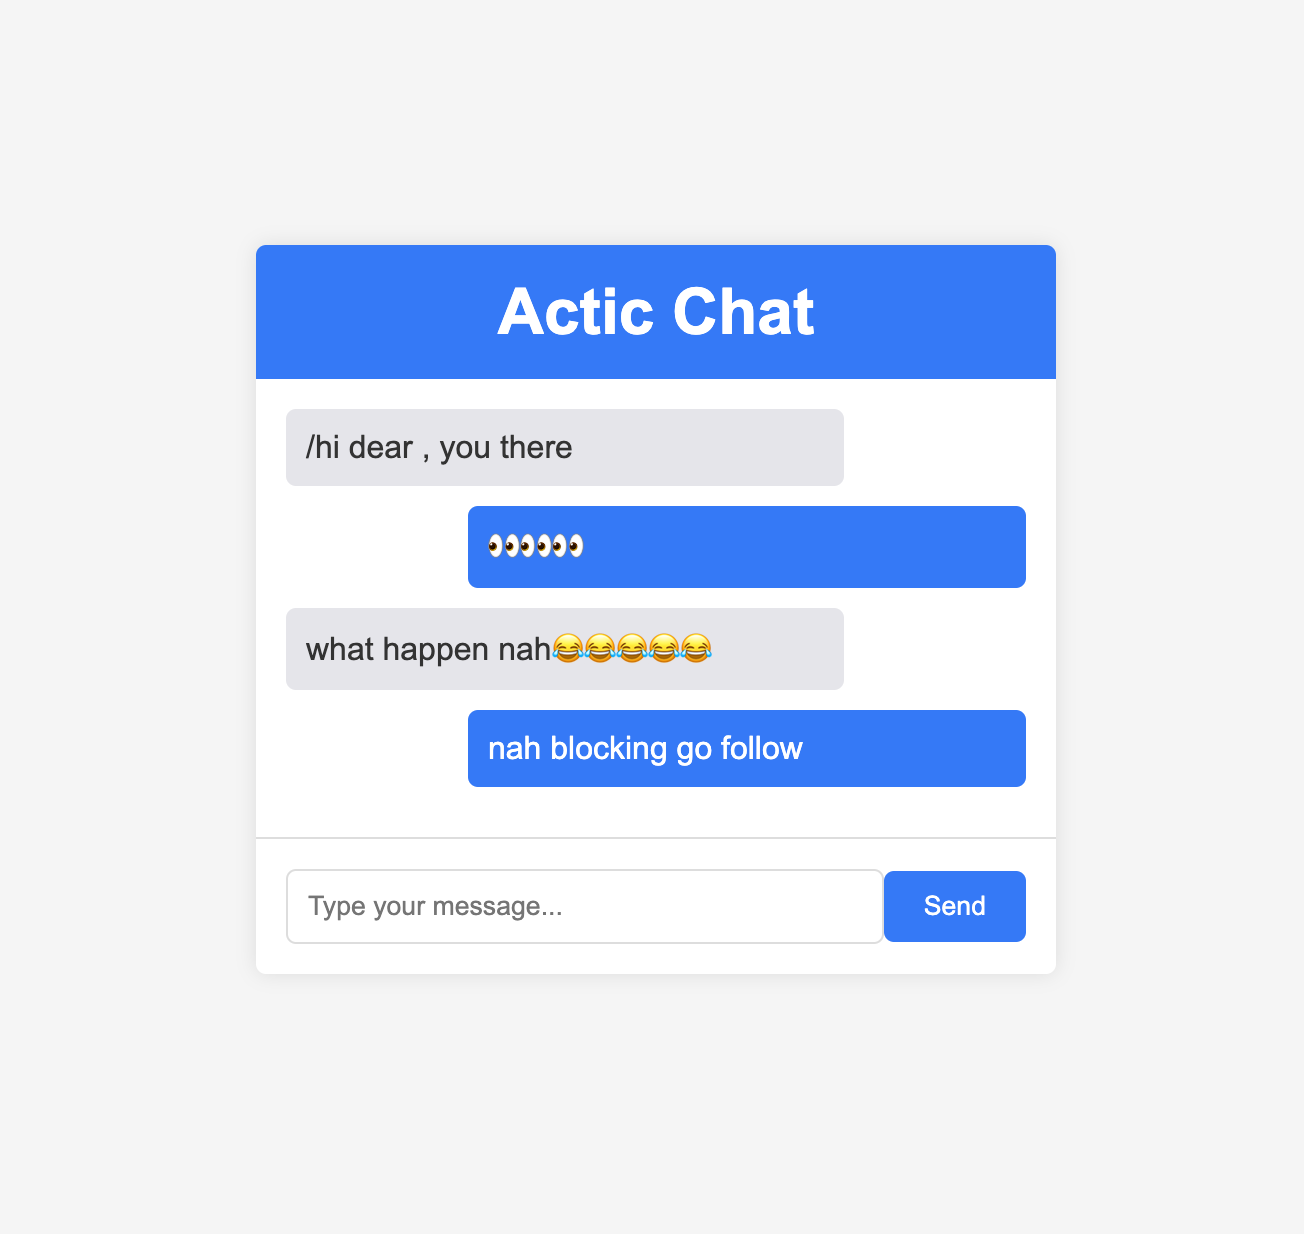 Actic Chat
/hi dear , you there
👀👀👀
what happen nah😂😂😂😂😂
nah blocking go follow
Type your message...
Send